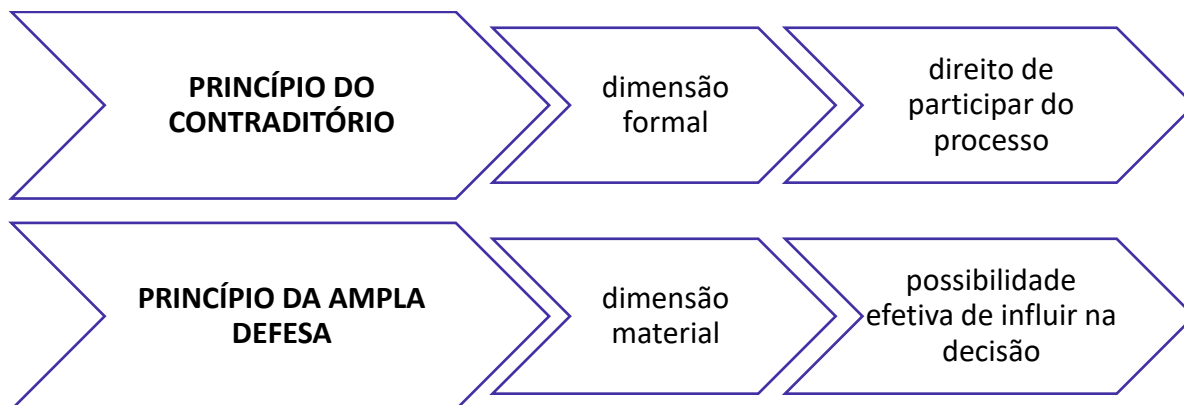 PRINCÍPIO DO
CONTRADITÓRIO
dimensão
formal
direito de
participar do
processo
PRINCÍPIO DA AMPLA
DEFESA
dimensão
material
possibilidade
efetiva de influir na
decisão